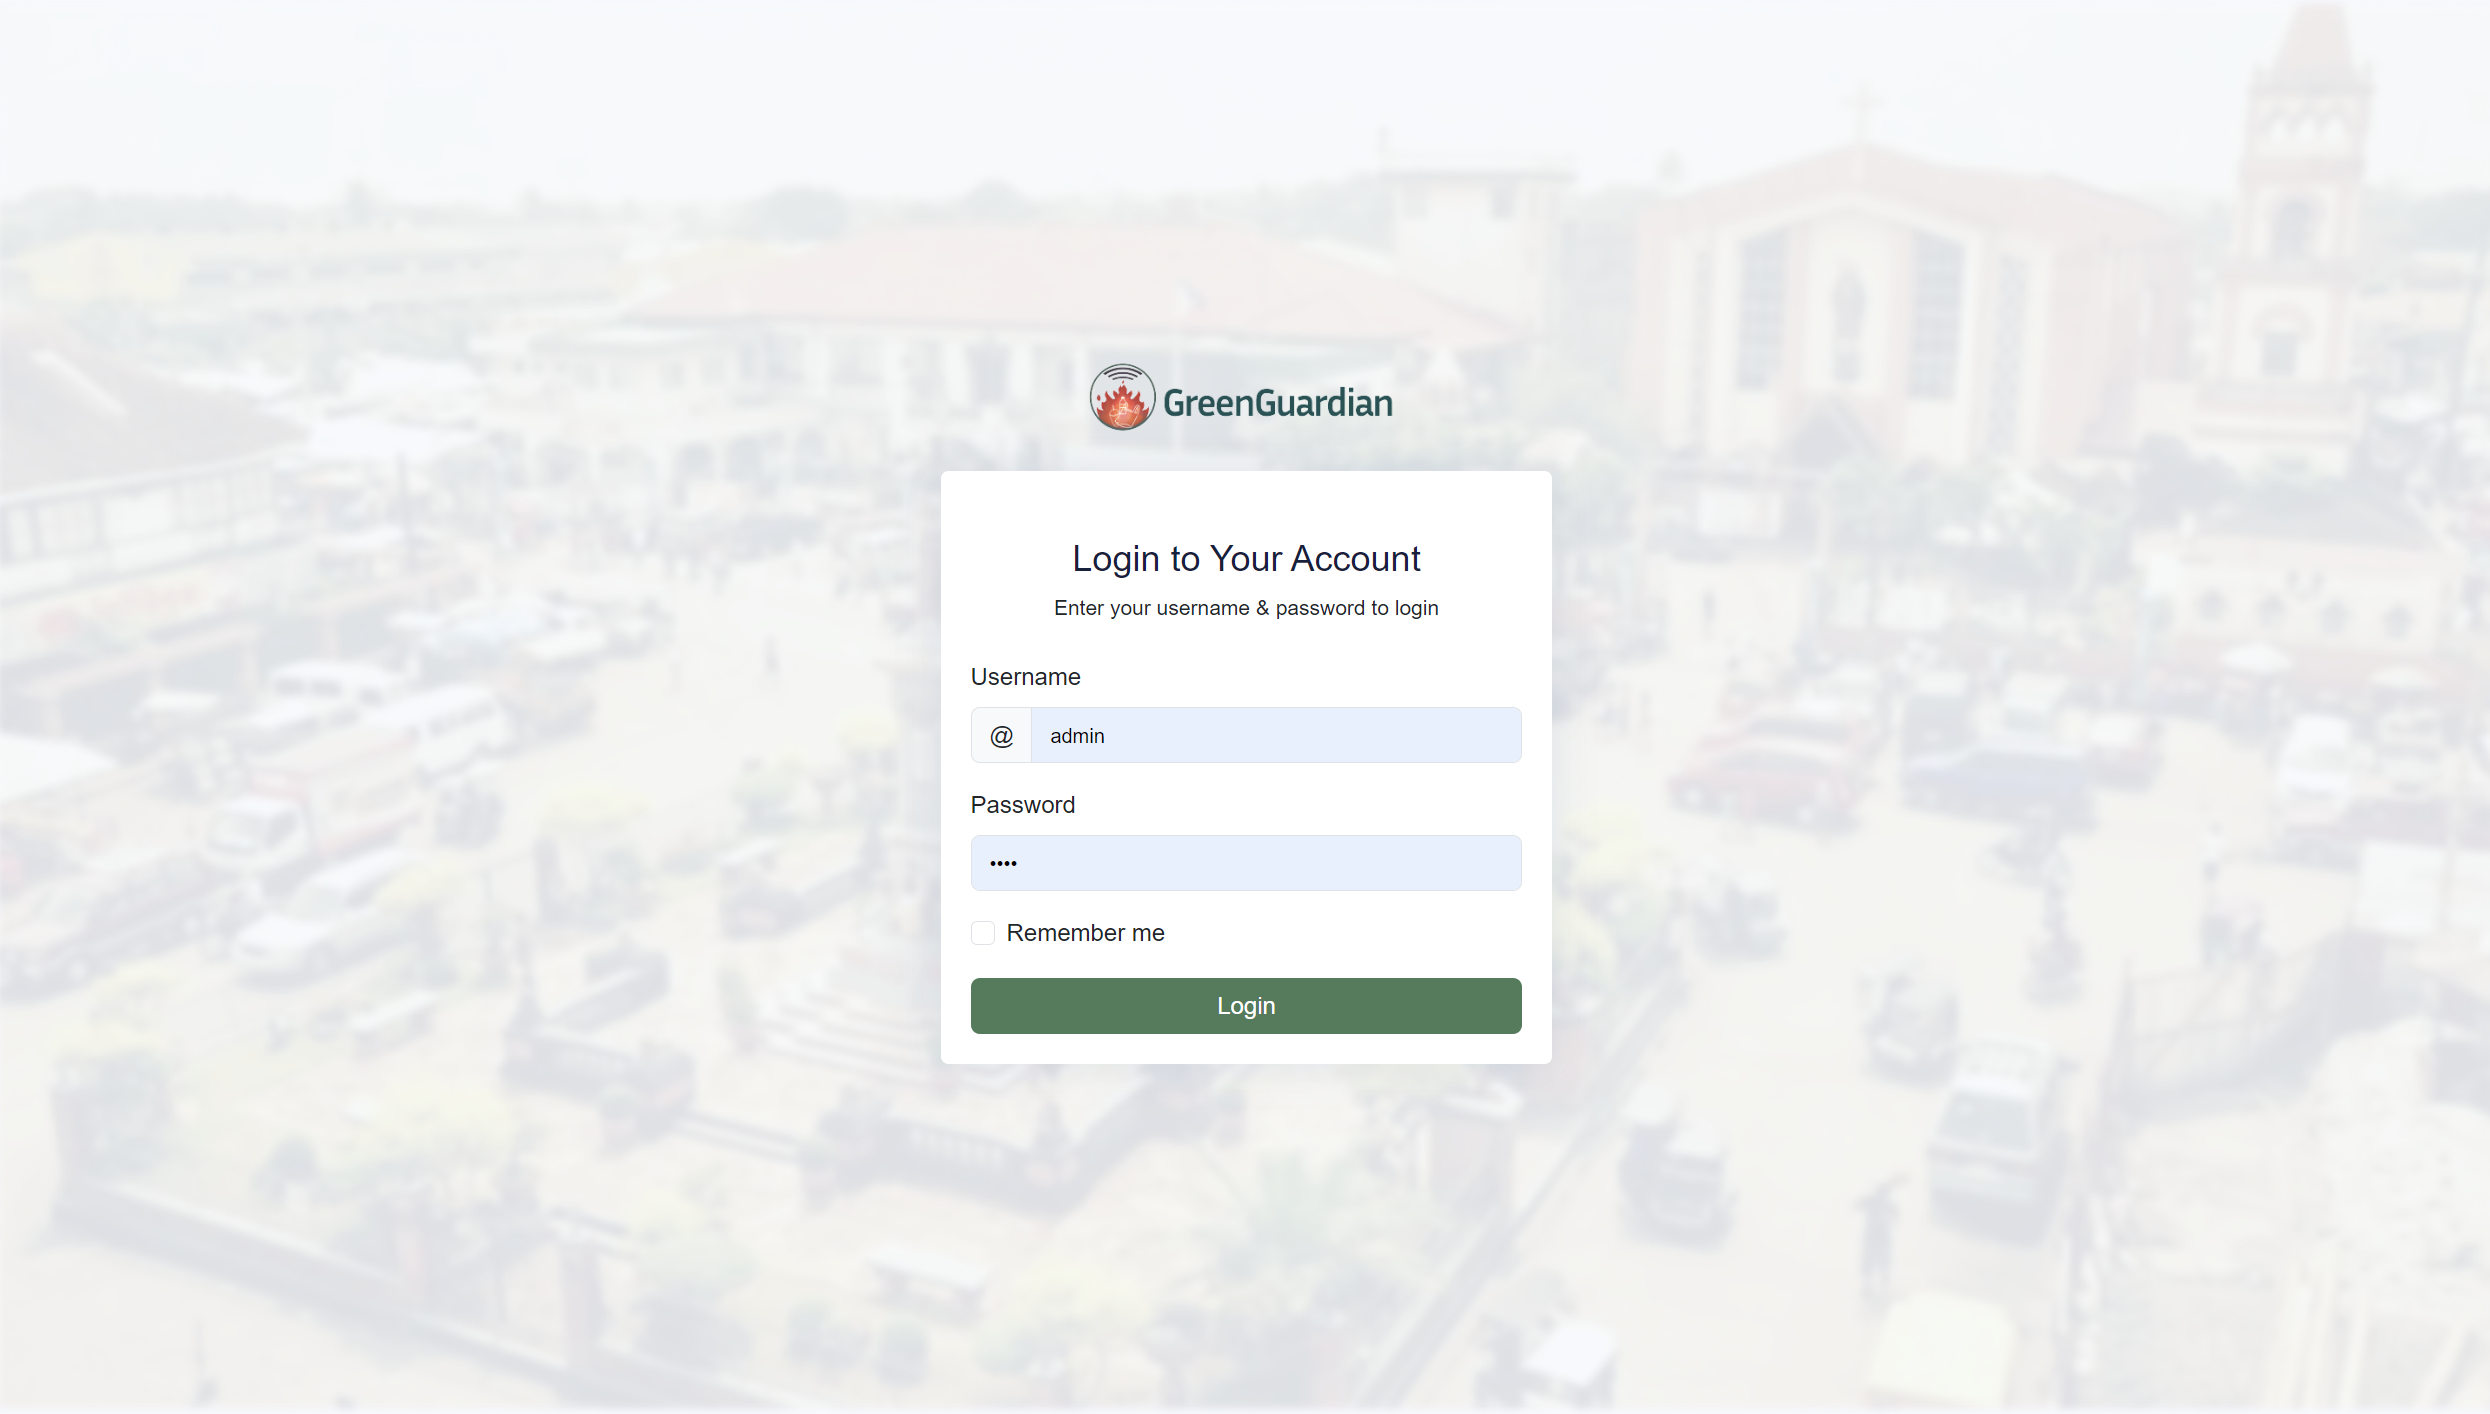 GreenGuardian
Login to Your Account
Enter your username & password to login
Username
@ admin
Password
••••
Remember me
Login